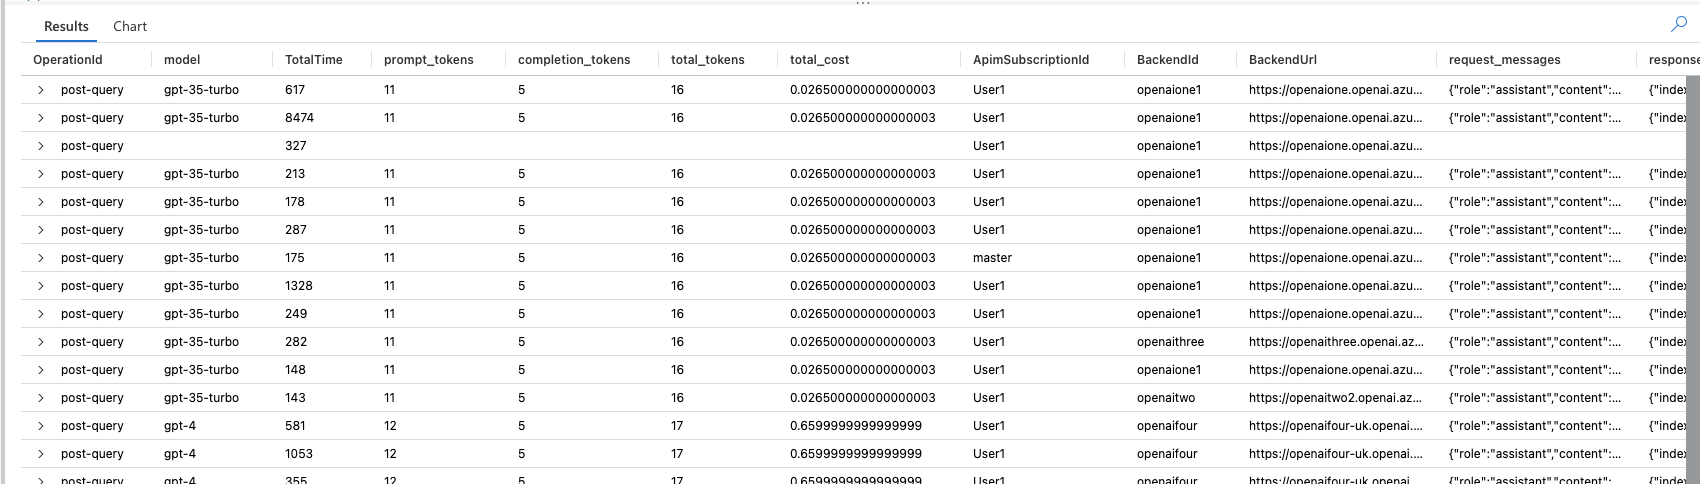 Results Chart
OperationId model TotalTime prompt_tokens completion_tokens total_tokens total_cost ApimSubscriptionId BackendId BackendUrl request_messages response
post-query gpt-35-turbo 617 11 5 16 0.026500000000000003 User1 openaione1 https://openaione.openai.azu... {"role":"assistant","content":... {"index
post-query gpt-35-turbo 8474 11 5 16 0.026500000000000003 User1 openaione1 https://openaione.openai.azu... {"role":"assistant","content":... {"index
post-query 327 User1 openaione1 https://openaione.openai.azu...
post-query gpt-35-turbo 213 11 5 16 0.026500000000000003 User1 openaione1 https://openaione.openai.azu... {"role":"assistant","content":... {"index
post-query gpt-35-turbo 178 11 5 16 0.026500000000000003 User1 openaione1 https://openaione.openai.azu... {"role":"assistant","content":... {"index
post-query gpt-35-turbo 287 11 5 16 0.026500000000000003 User1 openaione1 https://openaione.openai.azu... {"role":"assistant","content":... {"index
post-query gpt-35-turbo 175 11 5 16 0.026500000000000003 master openaione1 https://openaione.openai.azu... {"role":"assistant","content":... {"index
post-query gpt-35-turbo 1328 11 5 16 0.026500000000000003 User1 openaione1 https://openaione.openai.azu... {"role":"assistant","content":... {"index
post-query gpt-35-turbo 249 11 5 16 0.026500000000000003 User1 openaione1 https://openaione.openai.azu... {"role":"assistant","content":... {"index
post-query gpt-35-turbo 282 11 5 16 0.026500000000000003 User1 openaithree https://openaithree.openai.az... {"role":"assistant","content":... {"index
post-query gpt-35-turbo 148 11 5 16 0.026500000000000003 User1 openaione1 https://openaione.openai.azu... {"role":"assistant","content":... {"index
post-query gpt-35-turbo 143 11 5 16 0.026500000000000003 User1 openaitwo https://openaitwo2.openai.az... {"role":"assistant","content":... {"index
post-query gpt-4 581 12 5 17 0.6599999999999999 User1 openaifour https://openaifour-uk.openai.... {"role":"assistant","content":... {"index
post-query gpt-4 1053 12 5 17 0.6599999999999999 User1 openaifour https://openaifour-uk.openai.... {"role":"assistant","content":... {"index
post-query gpt-4 355 12 5 17 0.6599999999999999 User1 openaifour https://openaifour-uk.openai.... {"role":"assistant","content":... {"index